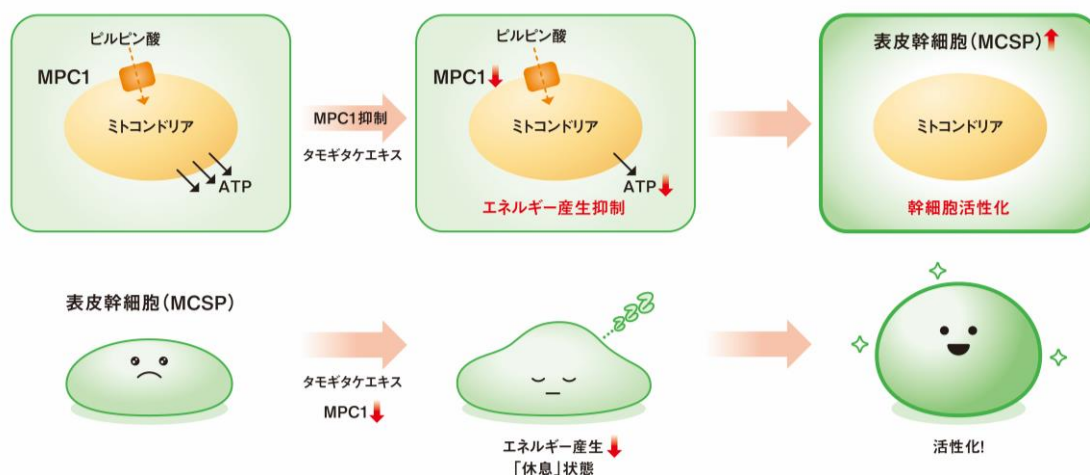 ピルビン酸
MPC1
ミトコンドリア
ATP
MPC1抑制
タモギタケエキス
ピルビン酸
MPC1
ミトコンドリア
ATP
エネルギー産生抑制
表皮幹細胞(MCSP)
ミトコンドリア
幹細胞活性化
表皮幹細胞(MCSP)
タモギタケエキス
MPC1
zzz
エネルギー産生
「休息」状態
活性化!